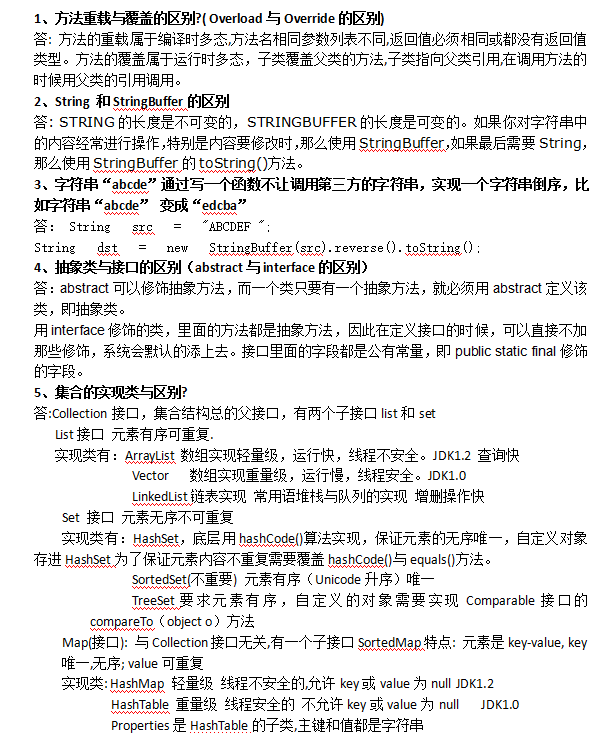 1、方法重载与覆盖的区别?( Overload 与 Override 的区别)
答: 方法的重载属于编译时多态,方法名相同参数列表不同,返回值必须相同或都没有返回值
类型。方法的覆盖属于运行时多态，子类覆盖父类的方法,子类指向父类引用,在调用方法的
时候用父类的引用调用。
2、String 和 StringBuffer 的区别
答: STRING 的长度是不可变的，STRINGBUFFER 的长度是可变的。如果你对字符串中
的内容经常进行操作,特别是内容要修改时,那么使用 StringBuffer,如果最后需要 String,
那么使用 StringBuffer 的 toString()方法。
3、字符串“abcde”通过写一个函数不让调用第三方的字符串，实现一个字符串倒序，比
如字符串“abcde” 变成“edcba”
答： String src = "ABCDEF ";
String dst = new StringBuffer(src).reverse().toString();
4、抽象类与接口的区别（abstract 与 interface 的区别）
答：abstract 可以修饰抽象方法，而一个类只要有一个抽象方法，就必须用 abstract 定义该
类，即抽象类。
用 interface 修饰的类，里面的方法都是抽象方法，因此在定义接口的时候，可以直接不加
那些修饰，系统会默认的添上去。接口里面的字段都是公有常量，即 public static final 修饰
的字段。
5、集合的实现类与区别?
答:Collection 接口，集合结构总的父接口，有两个子接口 list 和 set
List 接口 元素有序可重复.
实现类有：ArrayList 数组实现轻量级，运行快，线程不安全。JDK1.2 查询快
Vector 数组实现重量级，运行慢，线程安全。JDK1.0
LinkedList 链表实现 常用语堆栈与队列的实现 增删操作快
Set 接口 元素无序不可重复
实现类有：HashSet，底层用 hashCode()算法实现，保证元素的无序唯一，自定义对象
存进 HashSet 为了保证元素内容不重复需要覆盖 hashCode()与 equals()方法。
SortedSet(不重要) 元素有序（Unicode 升序）唯一
TreeSet 要求元素有序，自定义的对象需要实现 Comparable 接口的
compareTo（object o）方法
Map(接口): 与 Collection 接口无关,有一个子接口 SortedMap 特点: 元素是 key-value, key
唯一,无序; value 可重复
实现类: HashMap 轻量级 线程不安全的,允许 key 或 value 为 null JDK1.2
HashTable 重量级 线程安全的 不允许 key 或 value 为 null JDK1.0
Properties 是 HashTable 的子类,主键和值都是字符串